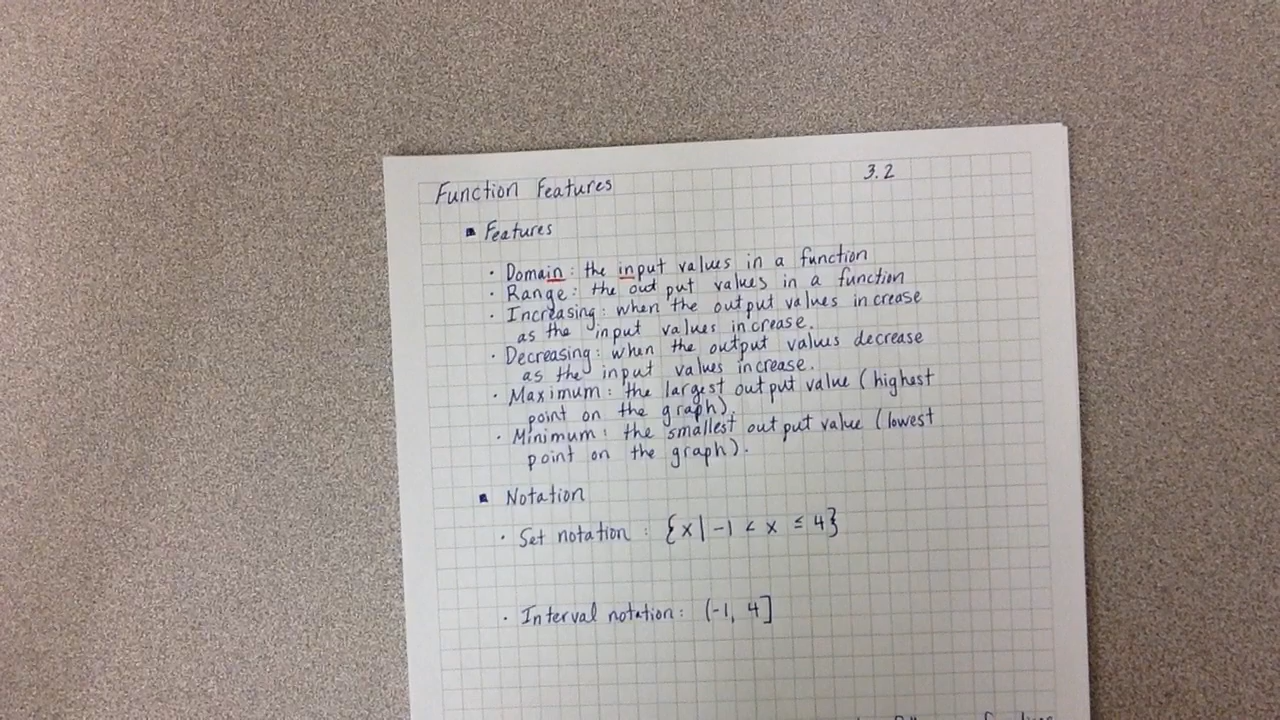 Function Features 3.2
▪ Features
· Domain: the input values in a function
· Range: the output values in a function
· Increasing: when the output values increase
as the input values increase.
· Decreasing: when the output values decrease
as the input values increase.
· Maximum: the largest output value (highest
point on the graph).
· Minimum: the smallest output value (lowest
point on the graph).
▪ Notation
· Set notation: {x|-1 < x ≤ 4}
· Interval notation: (-1, 4]